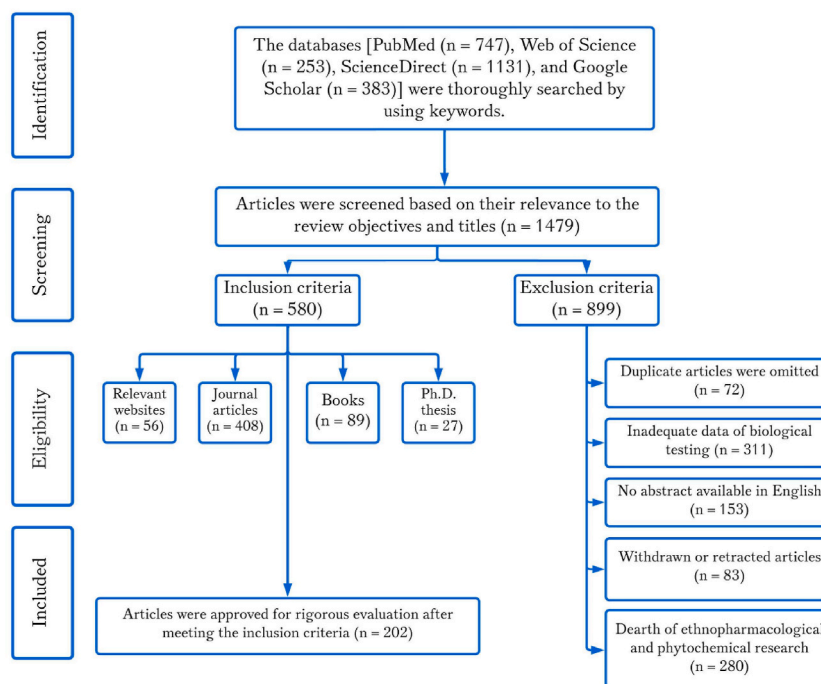 Identification
The databases [PubMed (n = 747), Web of Science
(n = 253), ScienceDirect (n = 1131), and Google
Scholar (n = 383)] were thoroughly searched by
using keywords.
Screening
Articles were screened based on their relevance to the
review objectives and titles (n = 1479)
Inclusion criteria
(n = 580)
Exclusion criteria
(n = 899)
Eligibility
Relevant
websites
(n = 56)
Journal
articles
(n = 408)
Books
(n = 89)
Ph.D.
thesis
(n = 27)
Duplicate articles were omitted
(n = 72)
Inadequate data of biological
testing (n = 311)
No abstract available in English
(n = 153)
Withdrawn or retracted articles
(n = 83)
Dearth of ethnopharmacological
and phytochemical research
(n = 280)
Included
Articles were approved for rigorous evaluation after
meeting the inclusion criteria (n = 202)